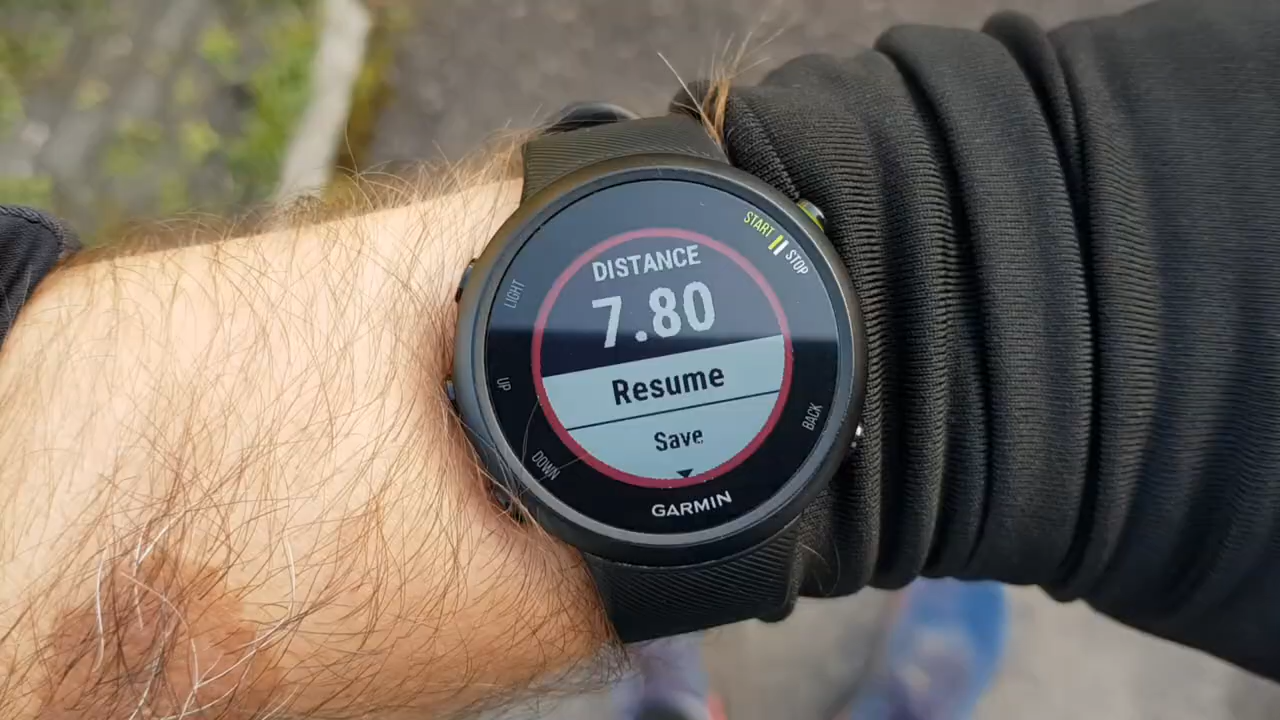 START STOP
DISTANCE
LIGHT
7.80
Resume
UP
BACK
Save
DOWN
GARMIN